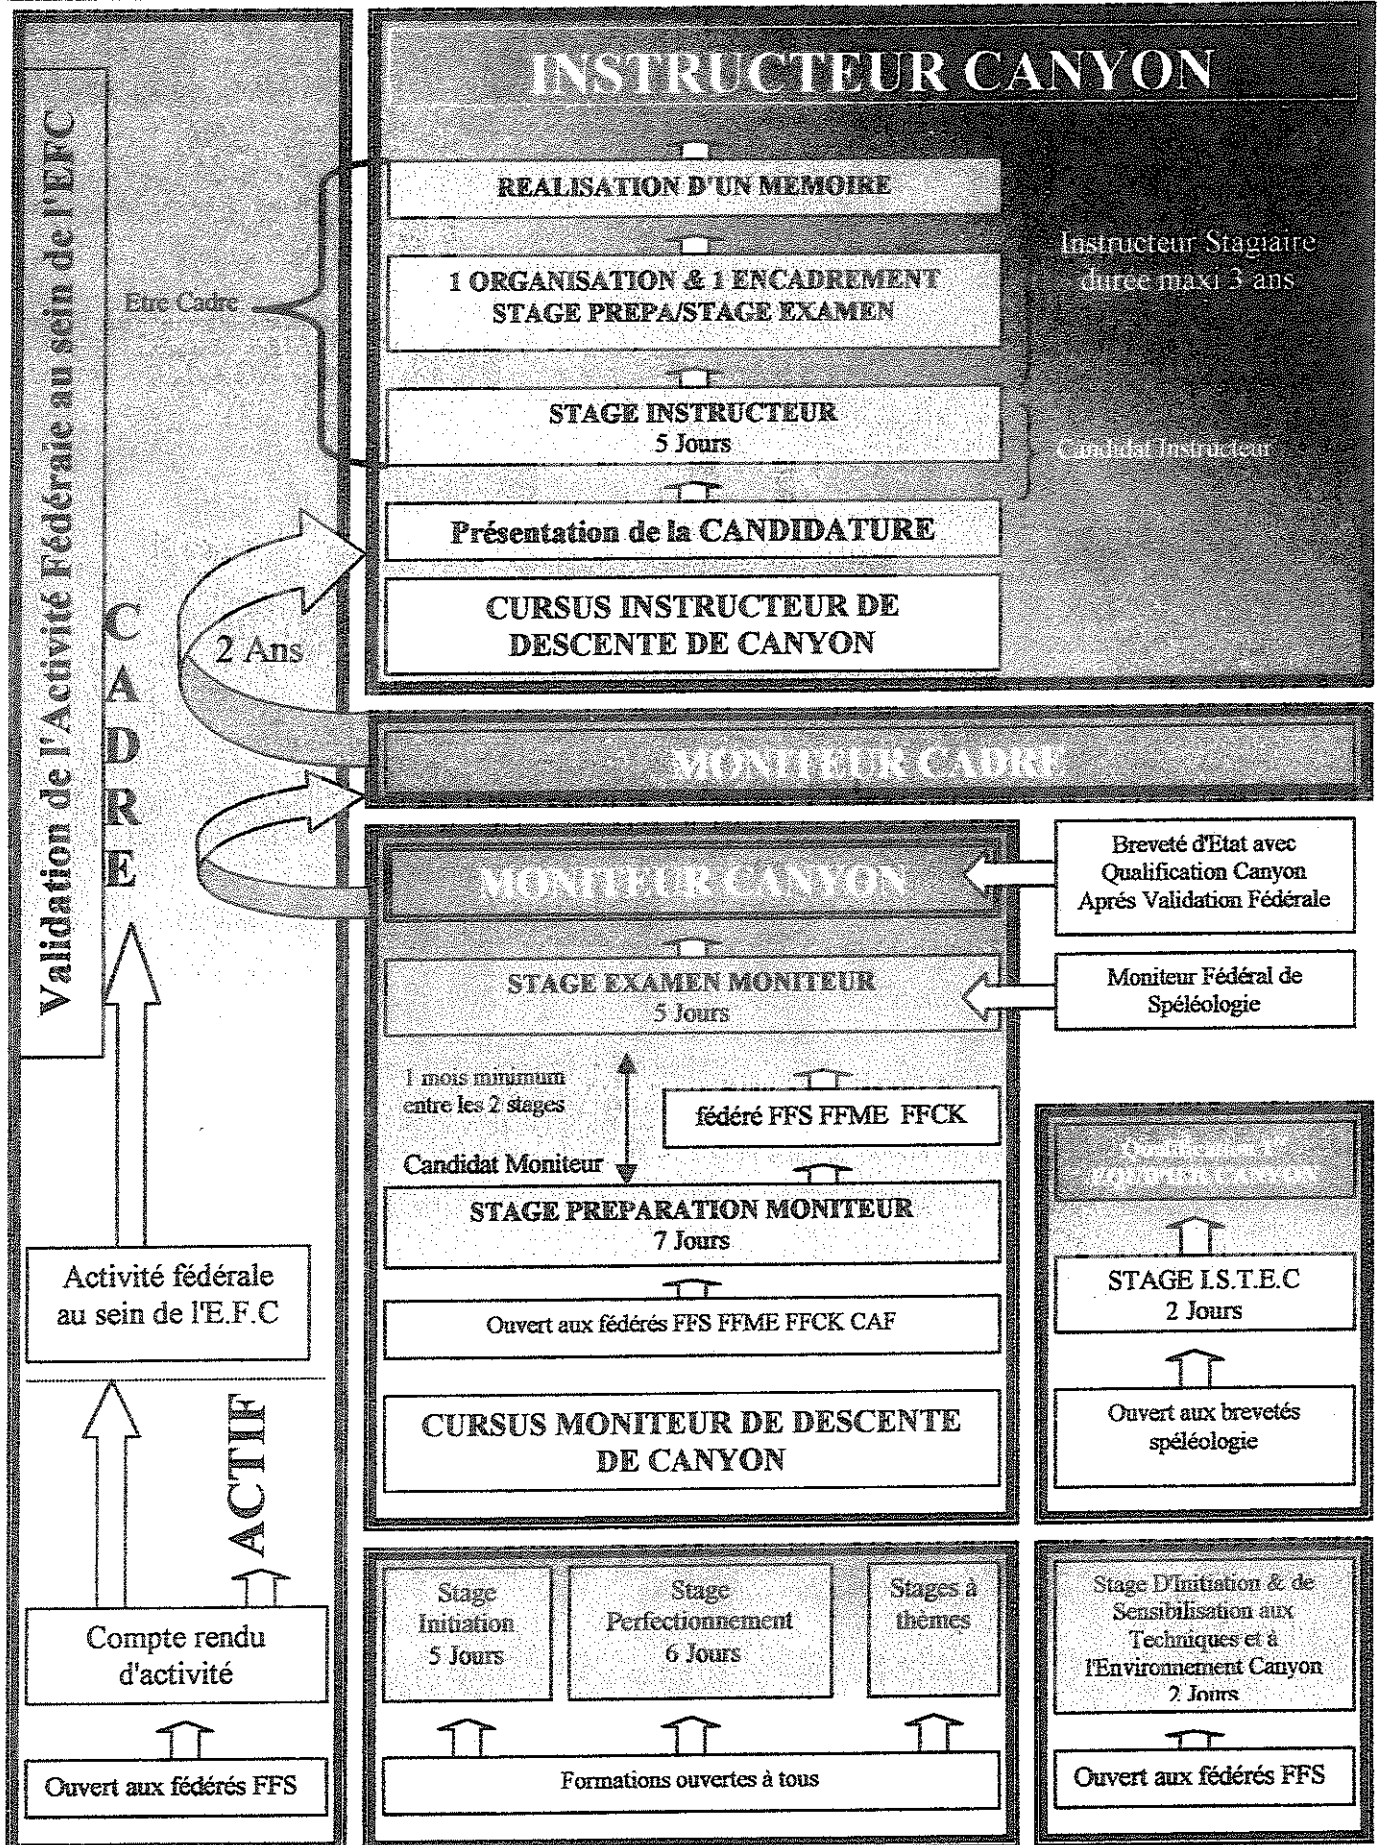 INSTRUCTEUR CANYON
REALISATION D'UN MEMOIRE
1 ORGANISATION & 1 ENCADREMENT
STAGE PREPA/STAGE EXAMEN
Instructeur Stagiaire
durée maxi 3 ans
Etre Cadre
STAGE INSTRUCTEUR
5 Jours
Candidat Instructeur
Présentation de la CANDIDATURE
CURSUS INSTRUCTEUR DE
DESCENTE DE CANYON
Validation de l'Activité Fédérale au sein de l'EFC
CADRE
2 Ans
MONITEUR CADRE
MONITEUR CANYON
Breveté d'Etat avec
Qualification Canyon
Aprés Validation Fédérale
STAGE EXAMEN MONITEUR
5 Jours
Moniteur Fédéral de
Spéléologie
1 mois minimum
entre les 2 stages
fédéré FFS FFME FFCK
Candidat Moniteur
STAGE PREPARATION MONITEUR
7 Jours
Ouvert aux fédérés FFS FFME FFCK CAF
CURSUS MONITEUR DE DESCENTE
DE CANYON
CANYON
STAGE I.S.T.E.C
2 Jours
Ouvert aux brevetés
spéléologie
Activité fédérale
au sein de l'E.F.C
ACTIF
Compte rendu
d'activité
Ouvert aux fédérés FFS
Stage
Initiation
5 Jours
Stage
Perfectionnement
6 Jours
Stages à
thèmes
Formations ouvertes à tous
Stage D'Initiation & de
Sensibilisation aux
Techniques et à
l'Environnement Canyon
2 Jours
Ouvert aux fédérés FFS